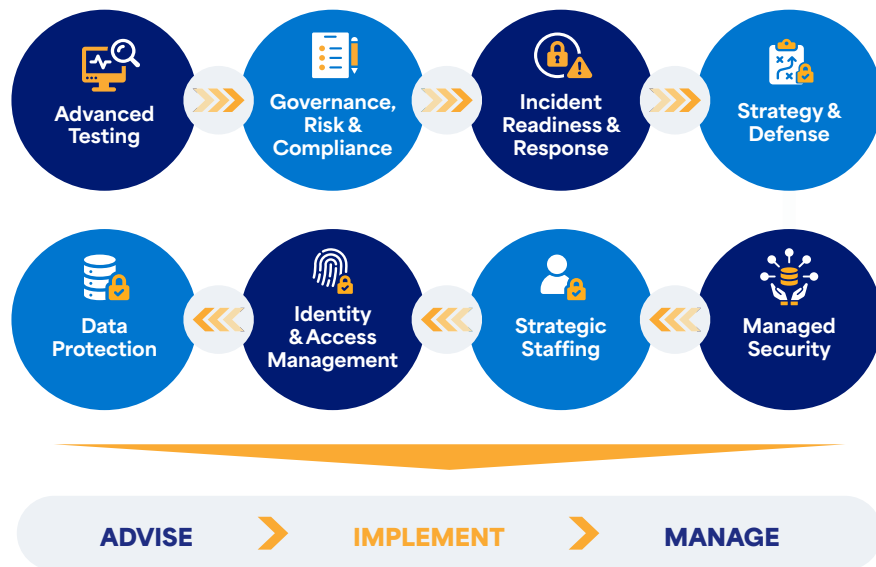 Advanced
Testing
Governance,
Risk &
Compliance
Incident
Readiness &
Response
Strategy &
Defense
Data
Protection
Identity
& Access
Management
Strategic
Staffing
Managed
Security
ADVISE
IMPLEMENT
MANAGE